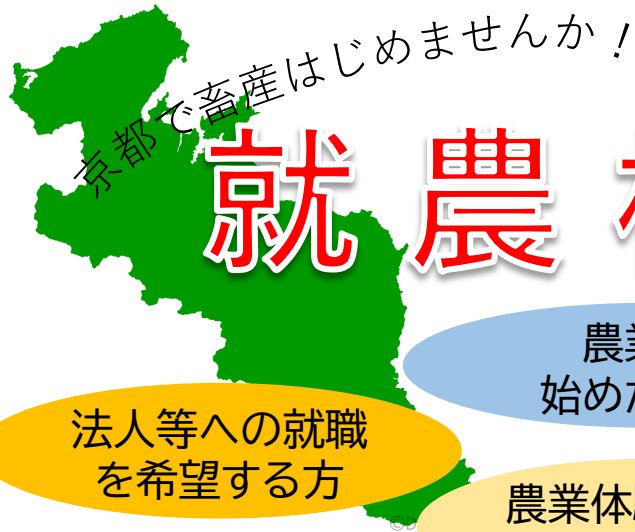 京都で畜産はじめませんか！
就農
法人等への就職
を希望する方
農
始め
農業体